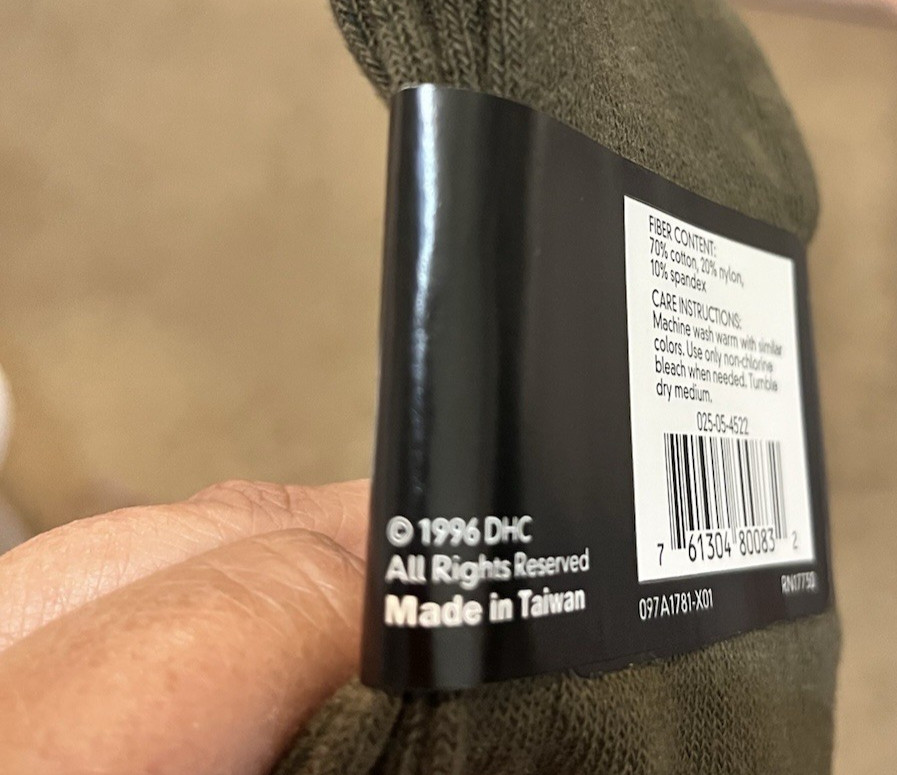 FIBER CONTENT:
70% cotton, 20% nylon,
10% spandex
CARE INSTRUCTIONS:
Machine wash warm with similar
colors. Use only non-chlorine
bleach when needed. Tumble
dry medium.
025-05-4522
7 61304 80083 2
© 1996 DHC
All Rights Reserved
Made in Taiwan
097A1781-X01
RN17730